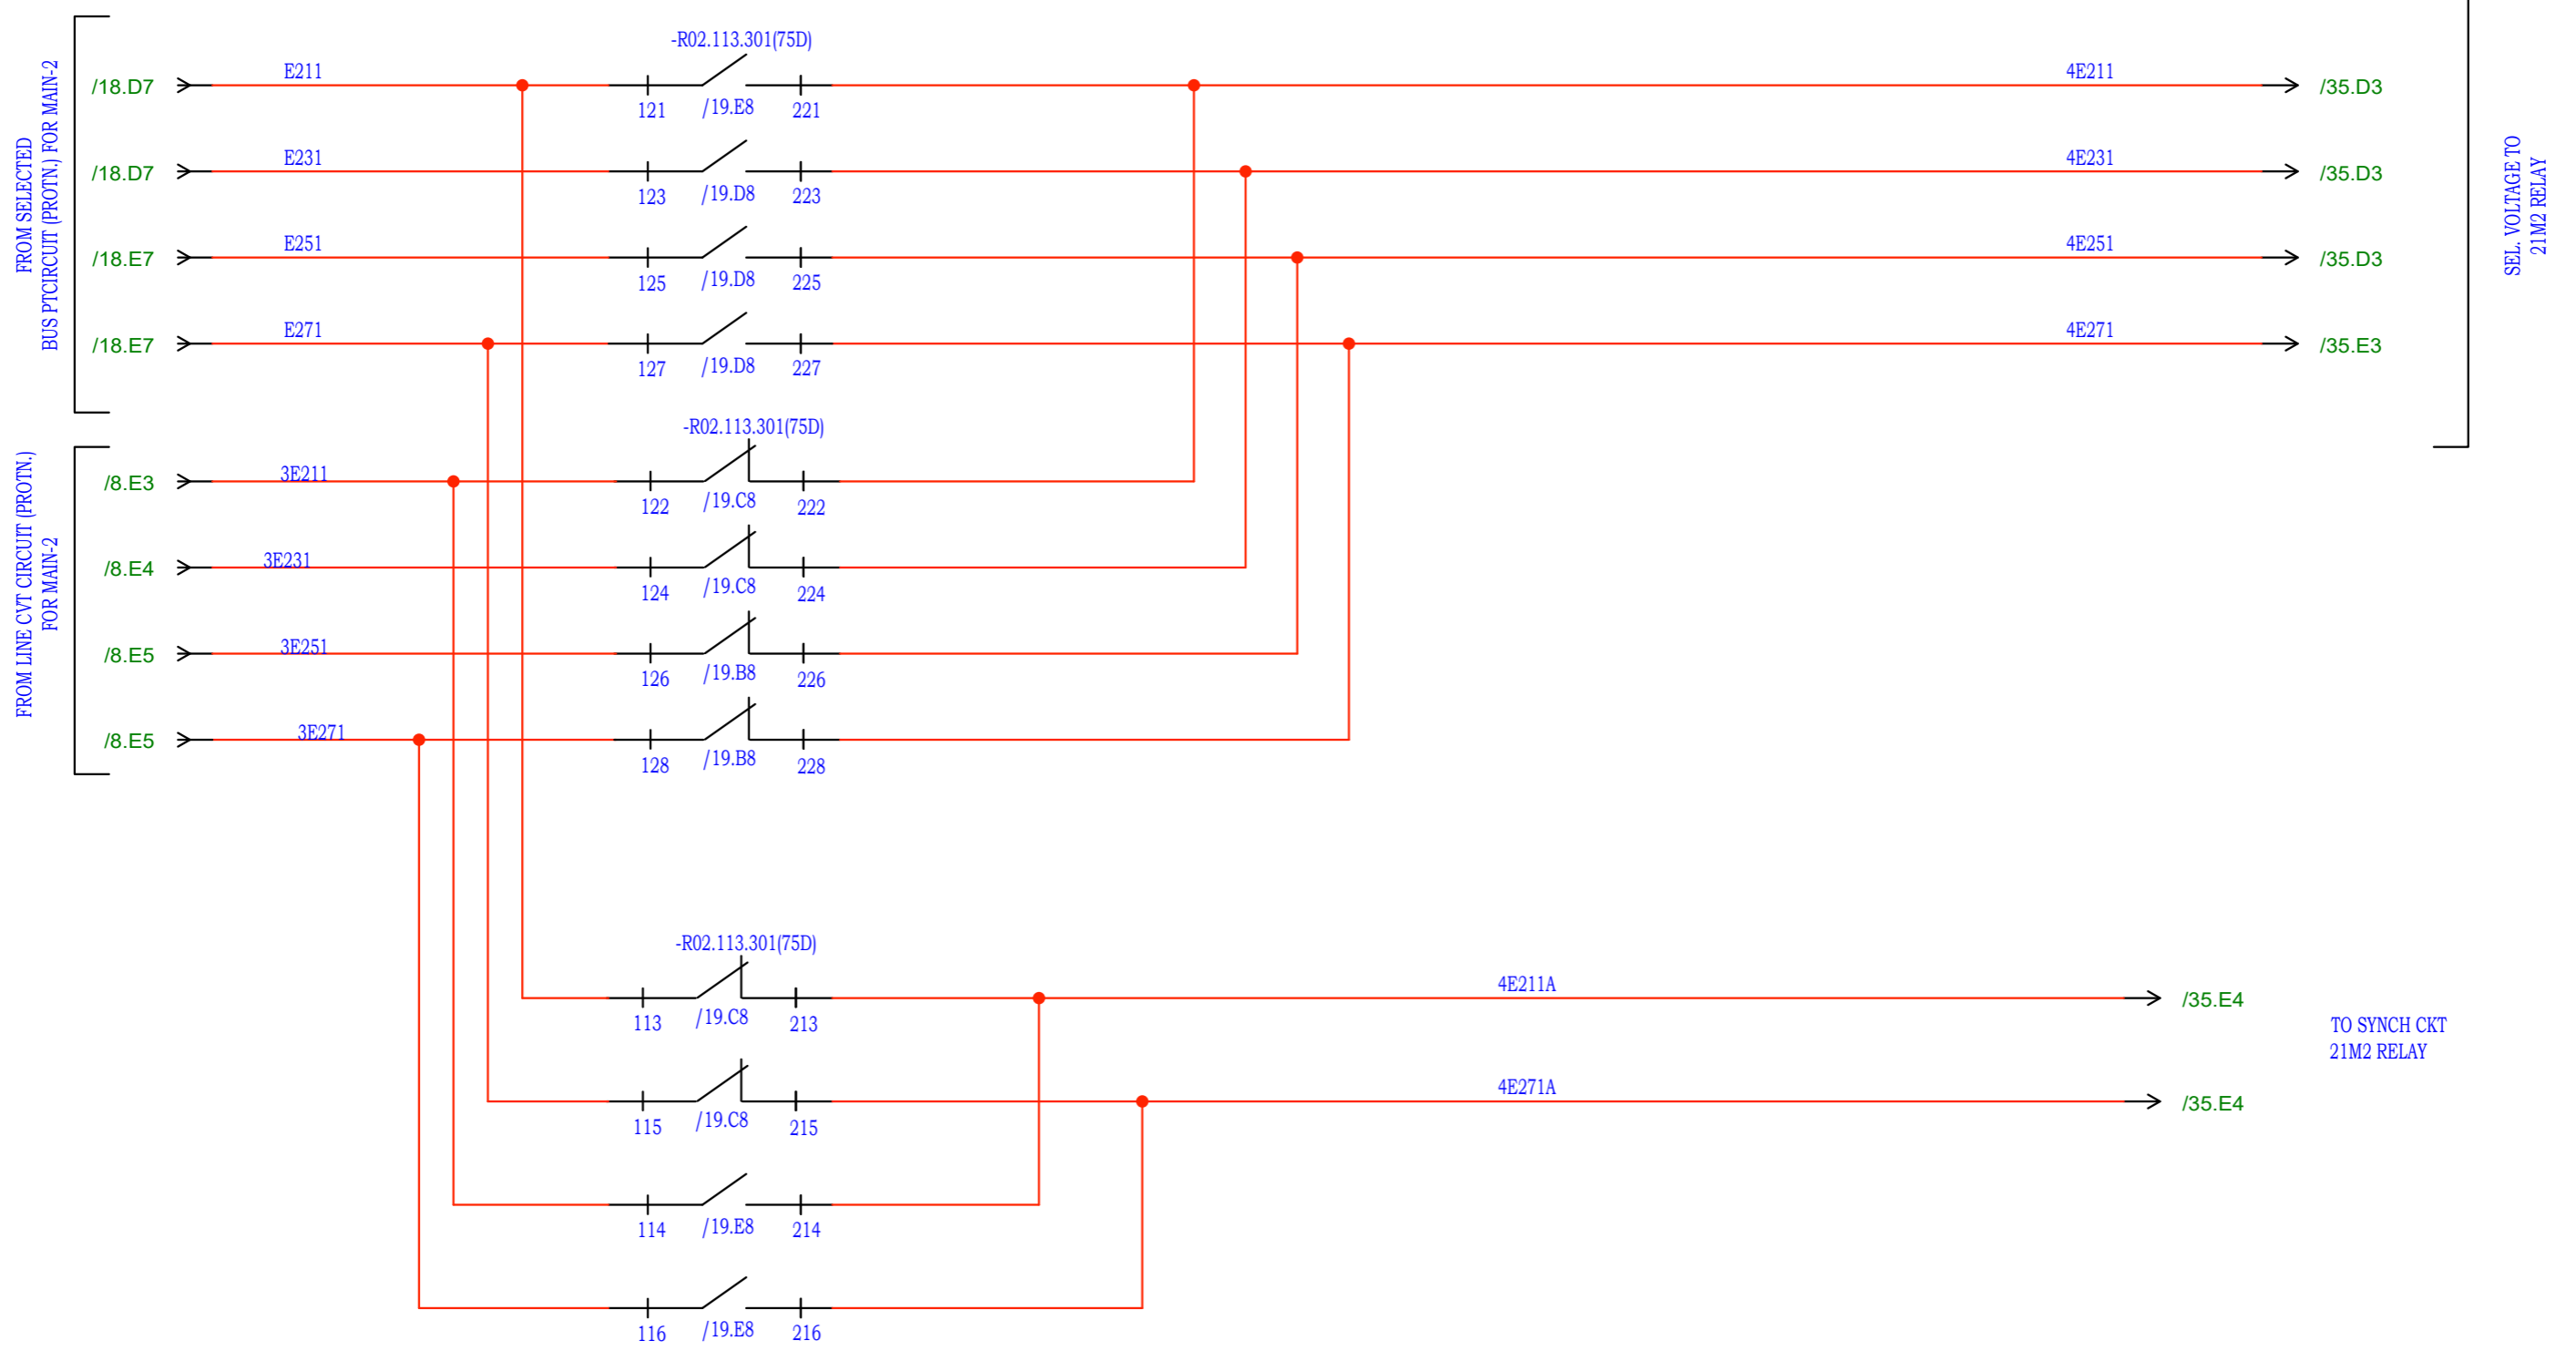 FROM SELECTED
BUS PTCIRCUIT (PROTN.) FOR MAIN-2
-R02.113.301(75D)
/18.D7 E211 121 /19.E8 221 4E211 /35.D3
/18.D7 E231 123 /19.D8 223 4E231 /35.D3
/18.E7 E251 125 /19.D8 225 4E251 /35.D3
/18.E7 E271 127 /19.D8 227 4E271 /35.E3
SEL. VOLTAGE TO
21M2 RELAY
FROM LINE CVT CIRCUIT (PROTN.)
FOR MAIN-2
-R02.113.301(75D)
/8.E3 3E211 122 /19.C8 222
/8.E4 3E231 124 /19.C8 224
/8.E5 3E251 126 /19.B8 226
/8.E5 3E271 128 /19.B8 228
-R02.113.301(75D)
113 /19.C8 213 4E211A /35.E4
TO SYNCH CKT
21M2 RELAY
115 /19.C8 215 4E271A /35.E4
114 /19.E8 214
116 /19.E8 216